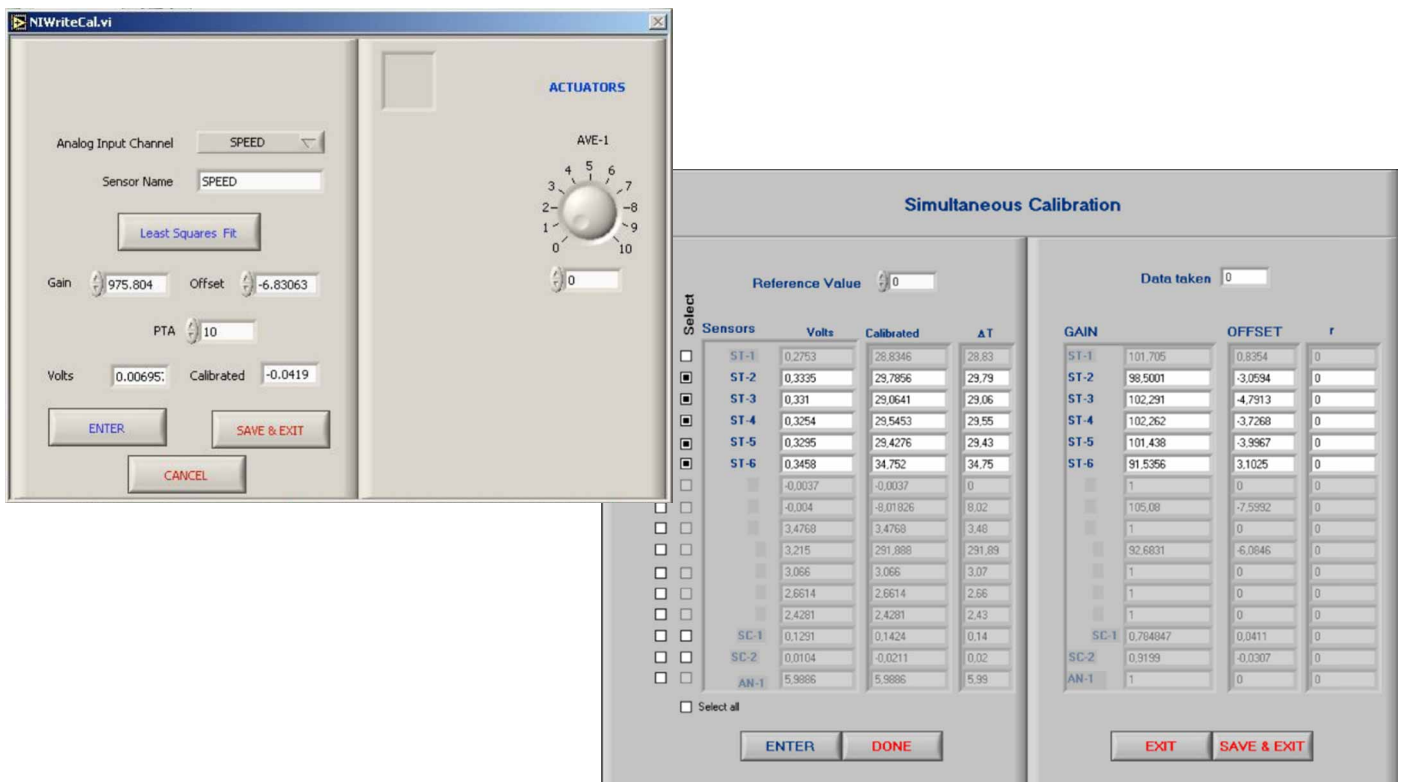 NIWriteCal.vi
ACTUATORS
Analog Input Channel SPEED
Sensor Name SPEED
Least Squares Fit
Gain 975.804 Offset -6.83063
PTA 10
Volts 0.00695 Calibrated -0.0419
ENTER SAVE & EXIT
CANCEL
AVE-1
0 1 2 3 4 5 6 7 8 9 10
0
Simultaneous Calibration
Reference Value 0
Data taken 0
Select Sensors Volts Calibrated ΔT
ST-1 0,2753 28,8346 28,83
ST-2 0,3335 29,7856 29,79
ST-3 0,331 29,0641 29,06
ST-4 0,3254 29,5453 29,55
ST-5 0,3295 29,4276 29,43
ST-6 0,3458 34,752 34,75
-0,0037 -0,0037 0
-0,004 -8,01826 8,02
3,4768 3,4768 3,48
3,215 291,888 291,89
3,066 3,066 3,07
2,6614 2,6614 2,66
2,4281 2,4281 2,43
SC-1 0,1291 0,1424 0,14
SC-2 0,0104 -0,0211 0,02
AN-1 5,9886 5,9886 5,99
Select all
ENTER DONE
GAIN OFFSET r
ST-1 101,705 0,8354 0
ST-2 98,5001 -3,0594 0
ST-3 102,291 -4,7913 0
ST-4 102,262 -3,7268 0
ST-5 101,438 -3,9967 0
ST-6 91,5356 3,1025 0
1 0 0
105,08 -7,5992 0
1 0 0
92,6831 -6,0846 0
1 0 0
1 0 0
1 0 0
SC-1 0,784847 0,0411 0
SC-2 0,9199 -0,0307 0
AN-1 1 0 0
EXIT SAVE & EXIT